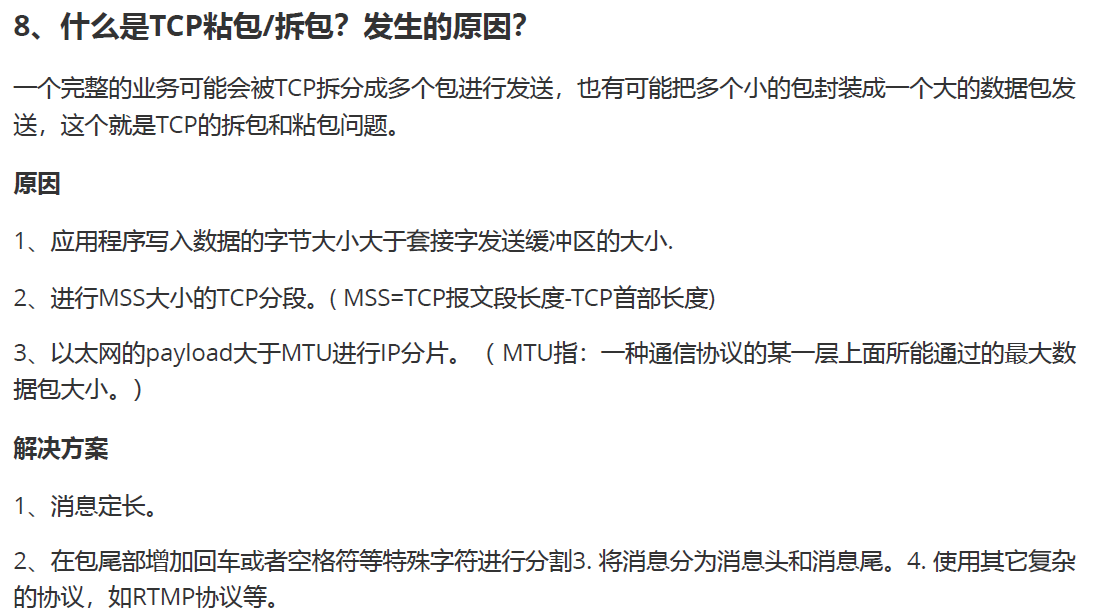 8、什么是TCP粘包/拆包？发生的原因？
一个完整的业务可能会被TCP拆分成多个包进行发送，也有可能把多个小的包封装成一个大的数据包发
送，这个就是TCP的拆包和粘包问题。
原因
1、应用程序写入数据的字节大小大于套接字发送缓冲区的大小.
2、进行MSS大小的TCP分段。( MSS=TCP报文段长度-TCP首部长度)
3、以太网的payload大于MTU进行IP分片。（ MTU指：一种通信协议的某一层上面所能通过的最大数
据包大小。）
解决方案
1、消息定长。
2、在包尾部增加回车或者空格符等特殊字符进行分割3. 将消息分为消息头和消息尾。4. 使用其它复杂
的协议，如RTMP协议等。